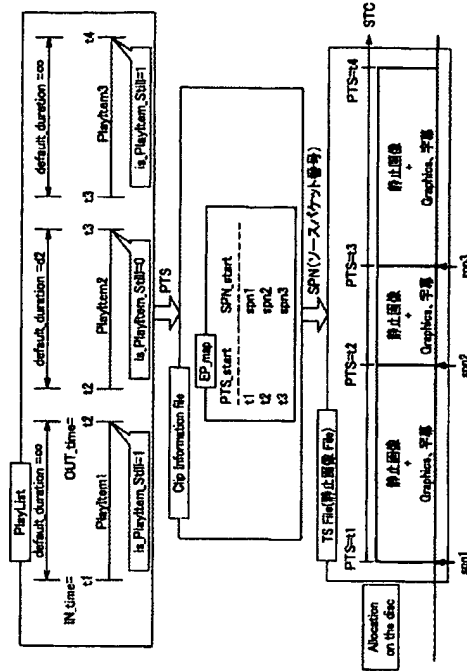 PlayList
default_duration =∞
default_duration =d2
default_duration =∞
IN_time=
OUT_time=
t1
t2
t2
t3
t3
t4
PlayItem1
PlayItem2
PlayItem3
is_PlayItem_Still=1
is_PlayItem_Still=0
is_PlayItem_Still=1
PTS
Clip Information file
EP_map
PTS_start
SPN_start
t1
spn1
t2
spn2
t3
spn3
SPN(ソースパケット番号)
TS File(静止画像 File)
PTS=t1
PTS=t2
PTS=t3
PTS=t4
STC
静止画像
+
Graphics、字幕
静止画像
+
Graphics、字幕
静止画像
+
Graphics、字幕
Allocation
on the disc
spn1
spn2
spn3